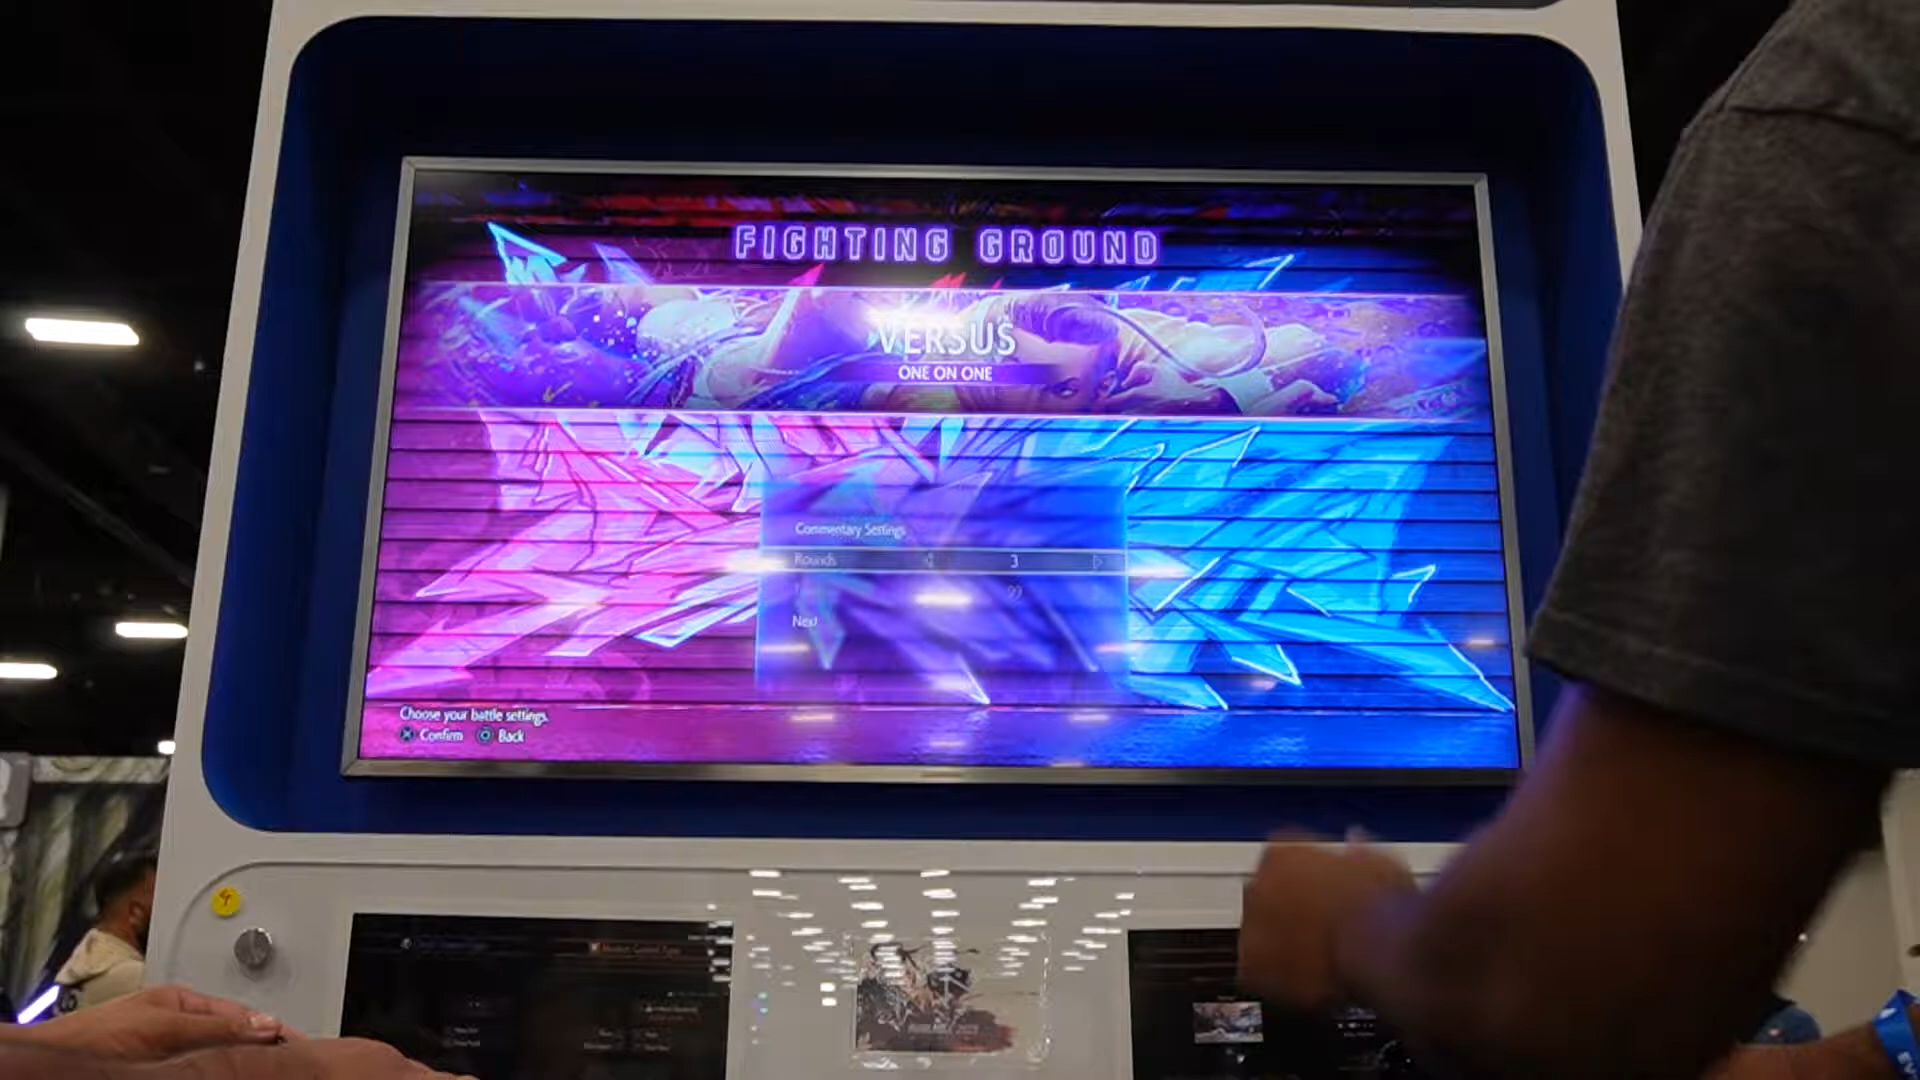 FIGHTING GROUND
VERSUS
ONE ON ONE
Commentary Settings
Rounds 3
99
Next
Choose your battle settings.
Confirm Back